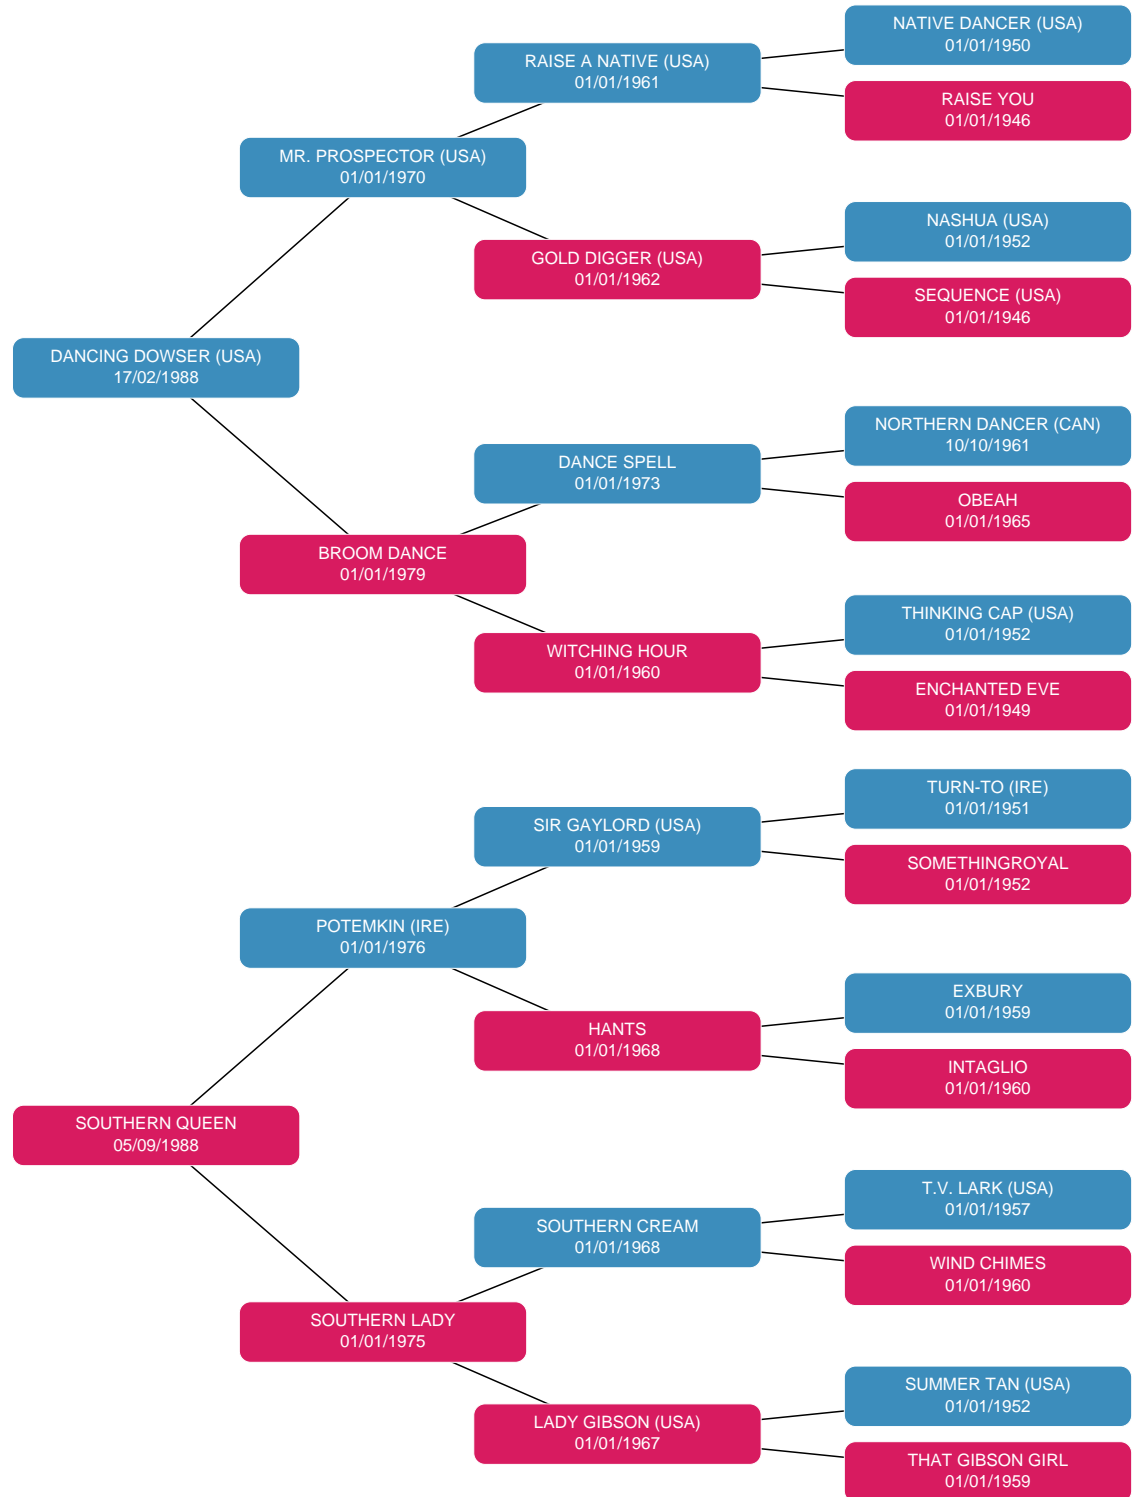 NATIVE DANCER (USA)
01/01/1950
RAISE A NATIVE (USA)
01/01/1961
RAISE YOU
01/01/1946
MR. PROSPECTOR (USA)
01/01/1970
NASHUA (USA)
01/01/1952
GOLD DIGGER (USA)
01/01/1962
SEQUENCE (USA)
01/01/1946
DANCING DOWSER (USA)
17/02/1988
NORTHERN DANCER (CAN)
10/10/1961
DANCE SPELL
01/01/1973
OBEAH
01/01/1965
BROOM DANCE
01/01/1979
THINKING CAP (USA)
01/01/1952
WITCHING HOUR
01/01/1960
ENCHANTED EVE
01/01/1949
TURN-TO (IRE)
01/01/1951
SIR GAYLORD (USA)
01/01/1959
SOMETHINGROYAL
01/01/1952
POTEMKIN (IRE)
01/01/1976
EXBURY
01/01/1959
HANTS
01/01/1968
INTAGLIO
01/01/1960
SOUTHERN QUEEN
05/09/1988
T.V. LARK (USA)
01/01/1957
SOUTHERN CREAM
01/01/1968
WIND CHIMES
01/01/1960
SOUTHERN LADY
01/01/1975
SUMMER TAN (USA)
01/01/1952
LADY GIBSON (USA)
01/01/1967
THAT GIBSON GIRL
01/01/1959